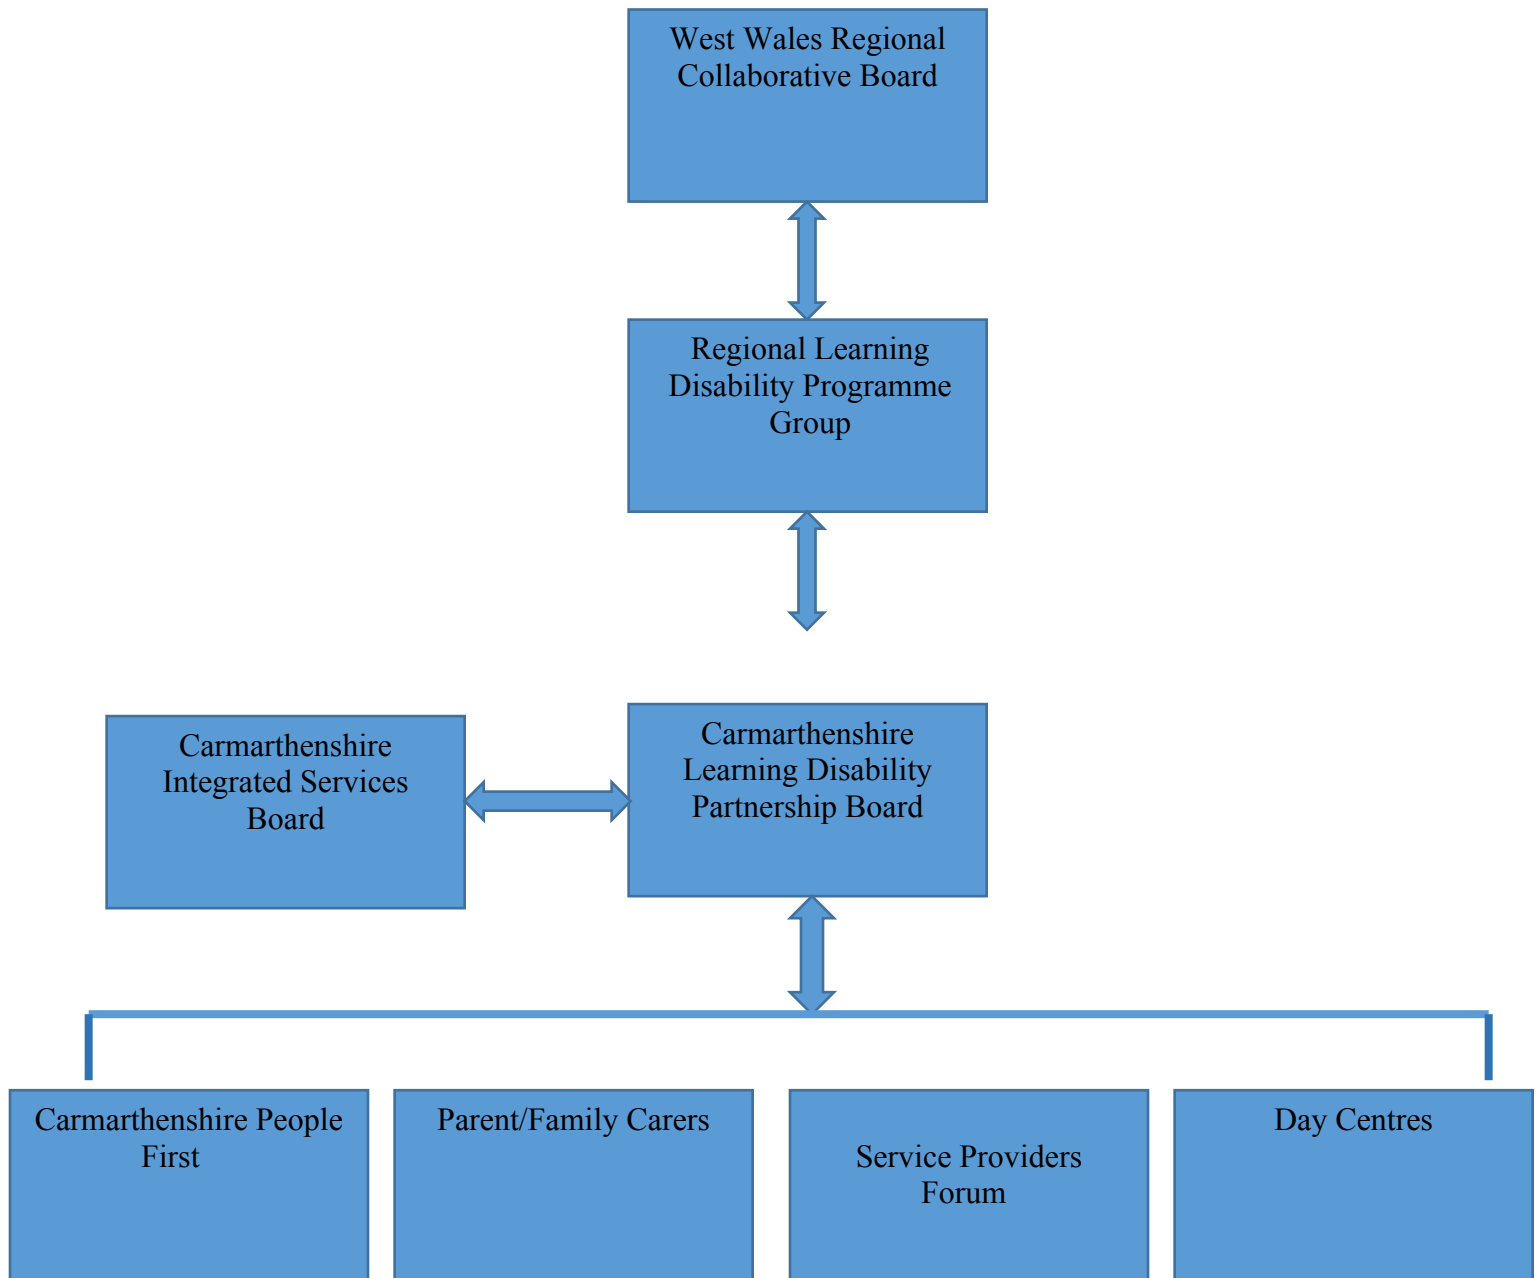 West Wales Regional
Collaborative Board
Regional Learning
Disability Programme
Group
Carmarthenshire
Integrated Services
Board
Carmarthenshire
Learning Disability
Partnership Board
Carmarthenshire People
First
Parent/Family Carers
Service Providers
Forum
Day Centres